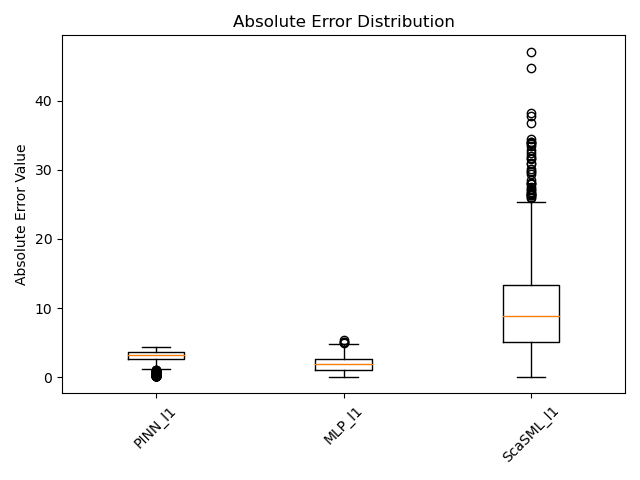 Absolute Error Distribution
Absolute Error Value
40
30
20
10
0
PINN_l1
MLP_l1
ScaSML_l1